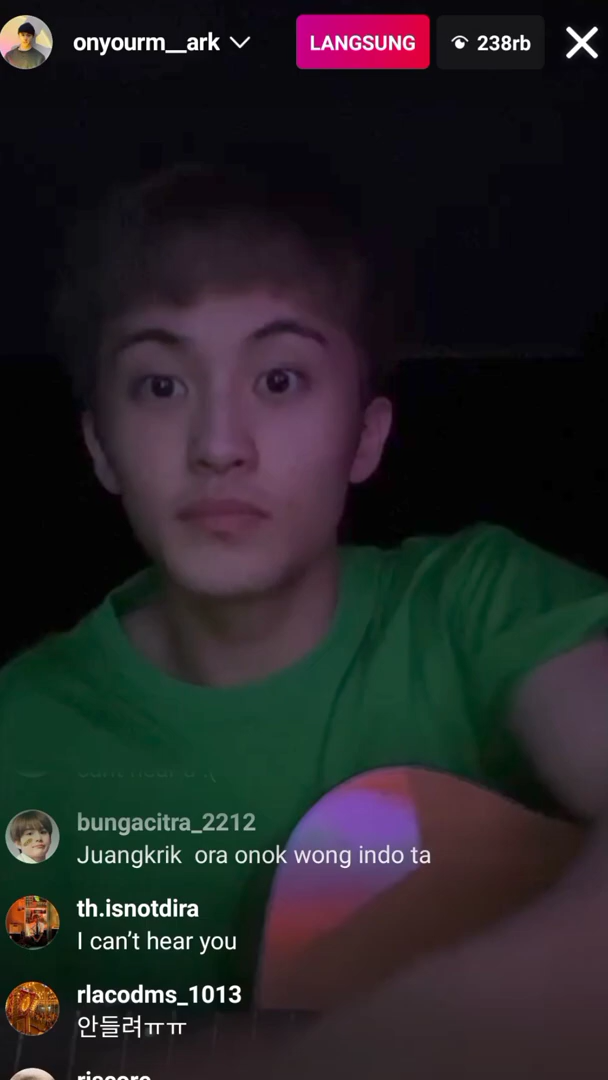 onyourm__ark
LANGSUNG
238rb
bungacitra_2212
Juangkrik ora onok wong indo ta
th.isnotdira
I can't hear you
rlacodms_1013
안들려ㅠㅠ